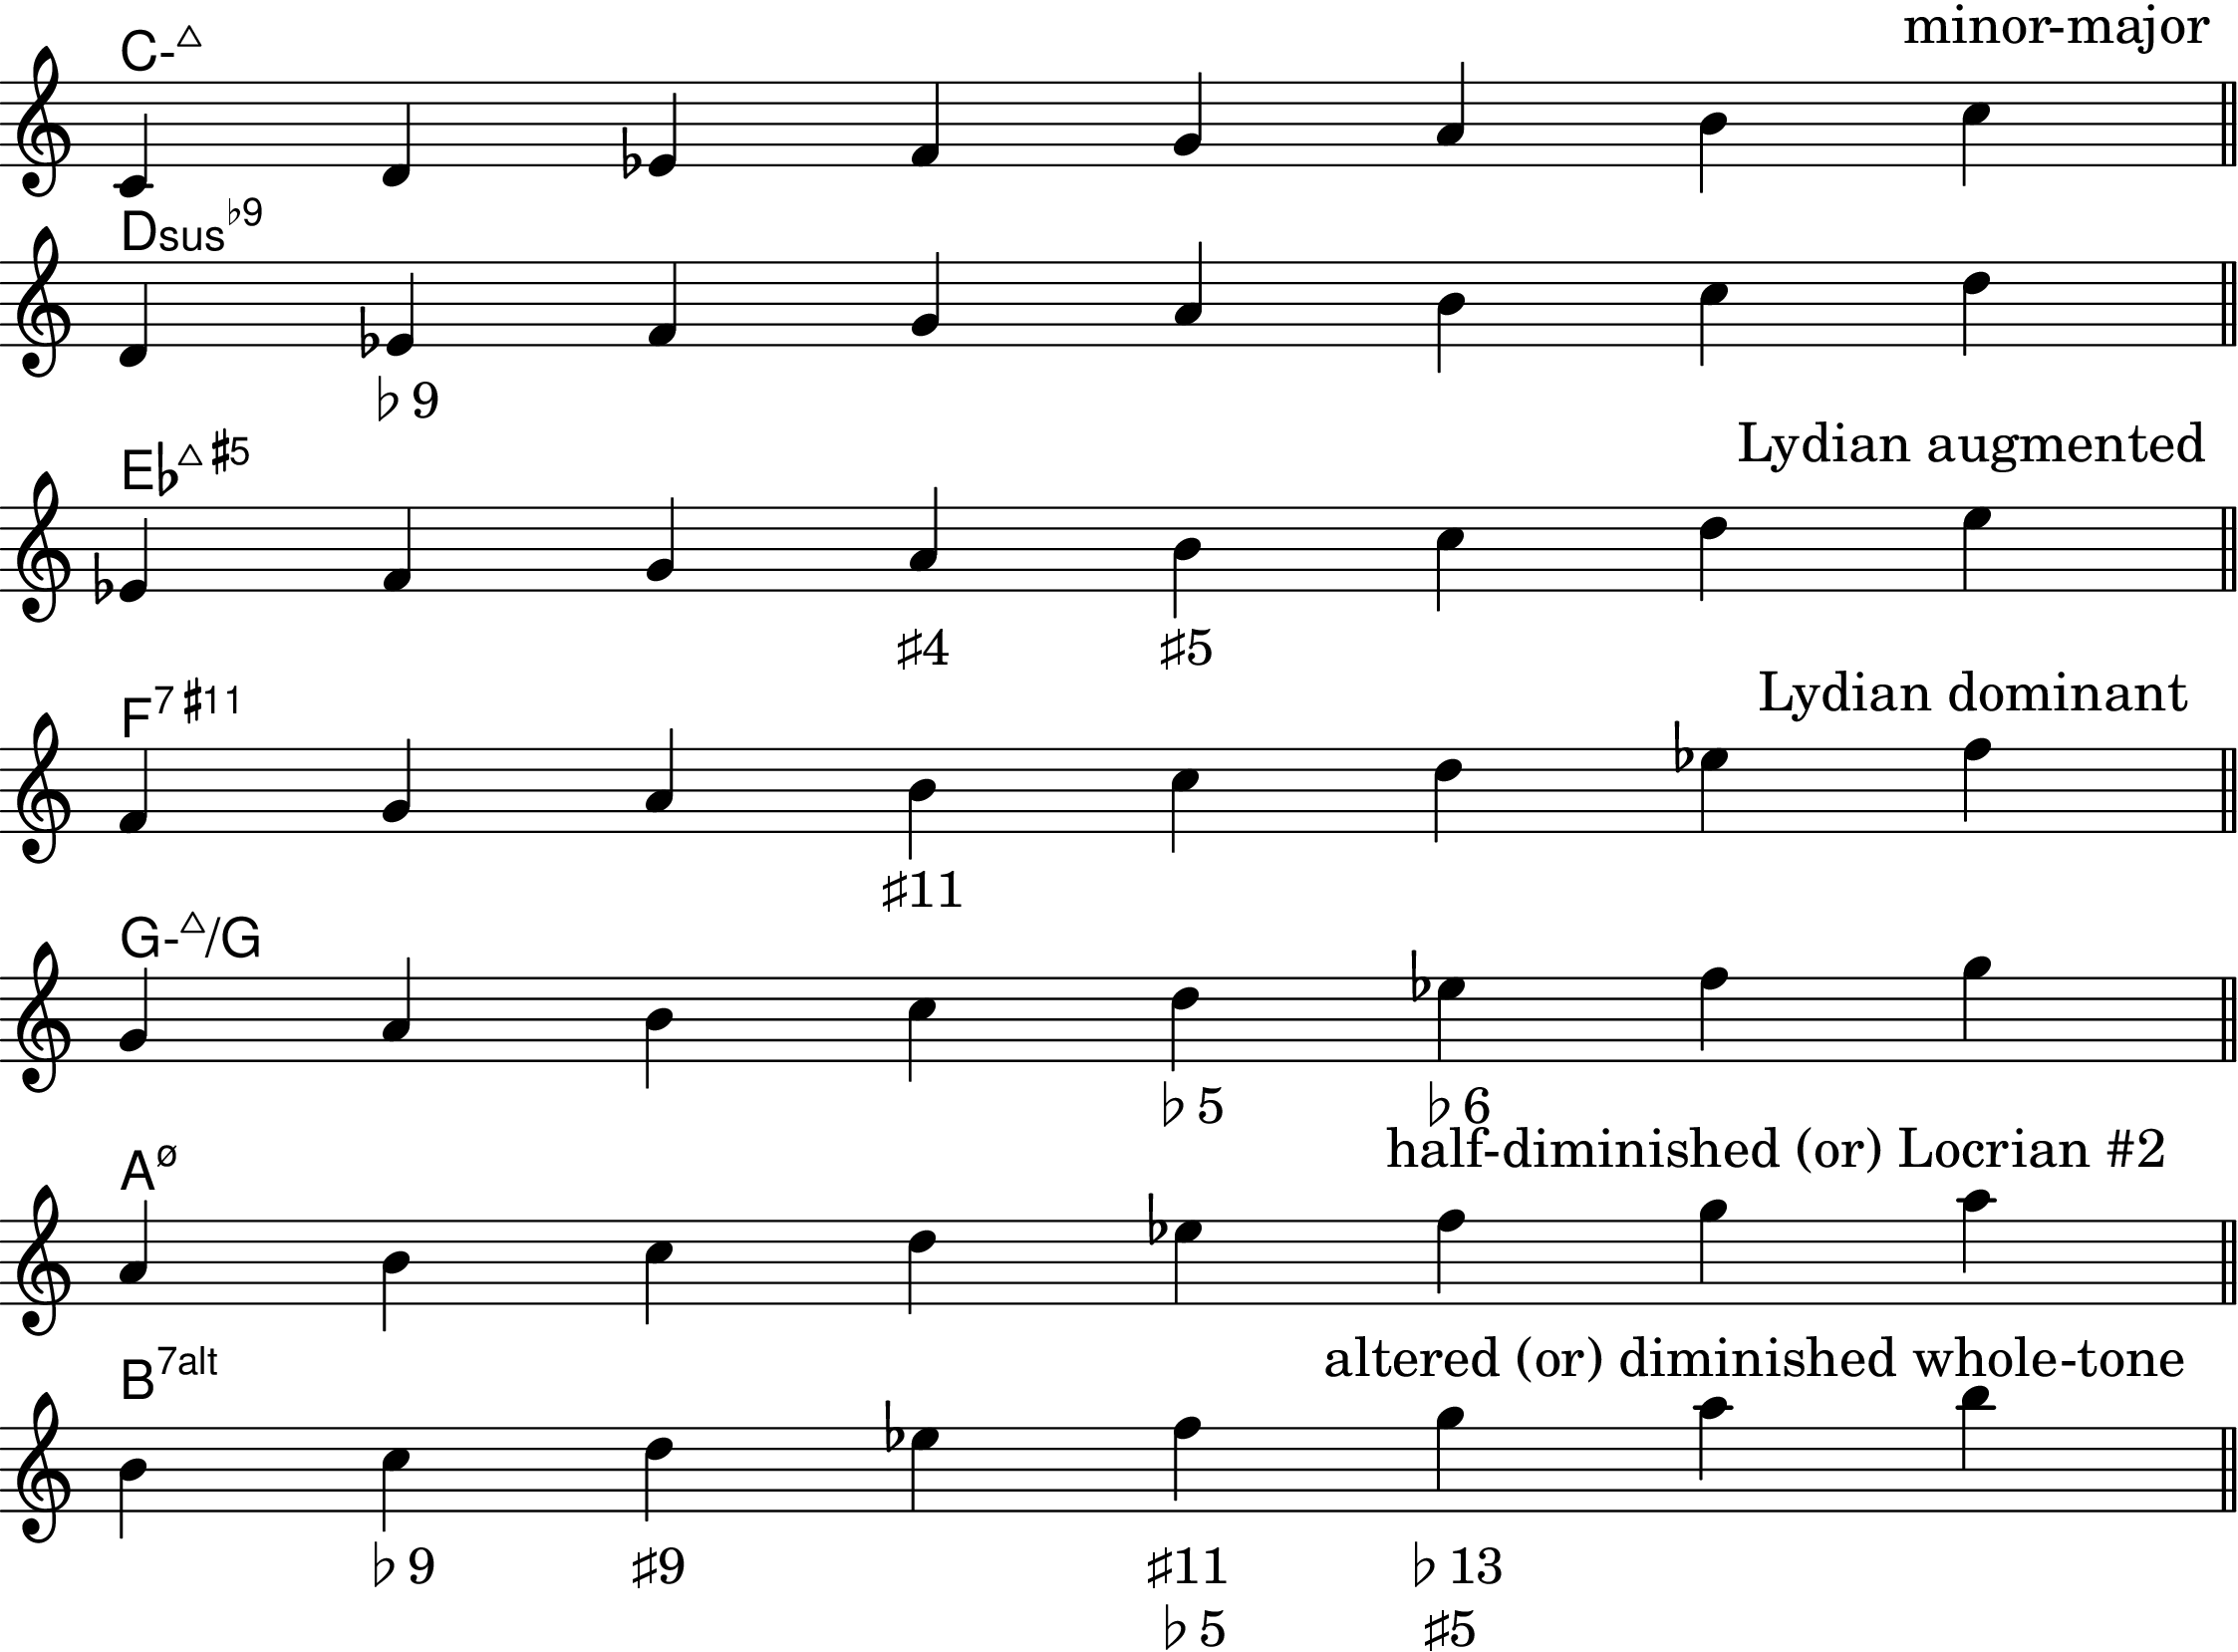 C-△ minor-major
Dsus♭9
♭9
E♭△♯5 Lydian augmented
♯4 ♯5
F7♯11 Lydian dominant
♯11
G-△/G
♭5 ♭6
Aø half-diminished (or) Locrian #2
B7alt altered (or) diminished whole-tone
♭9 ♯9 ♯11 ♭13
♭5 ♯5